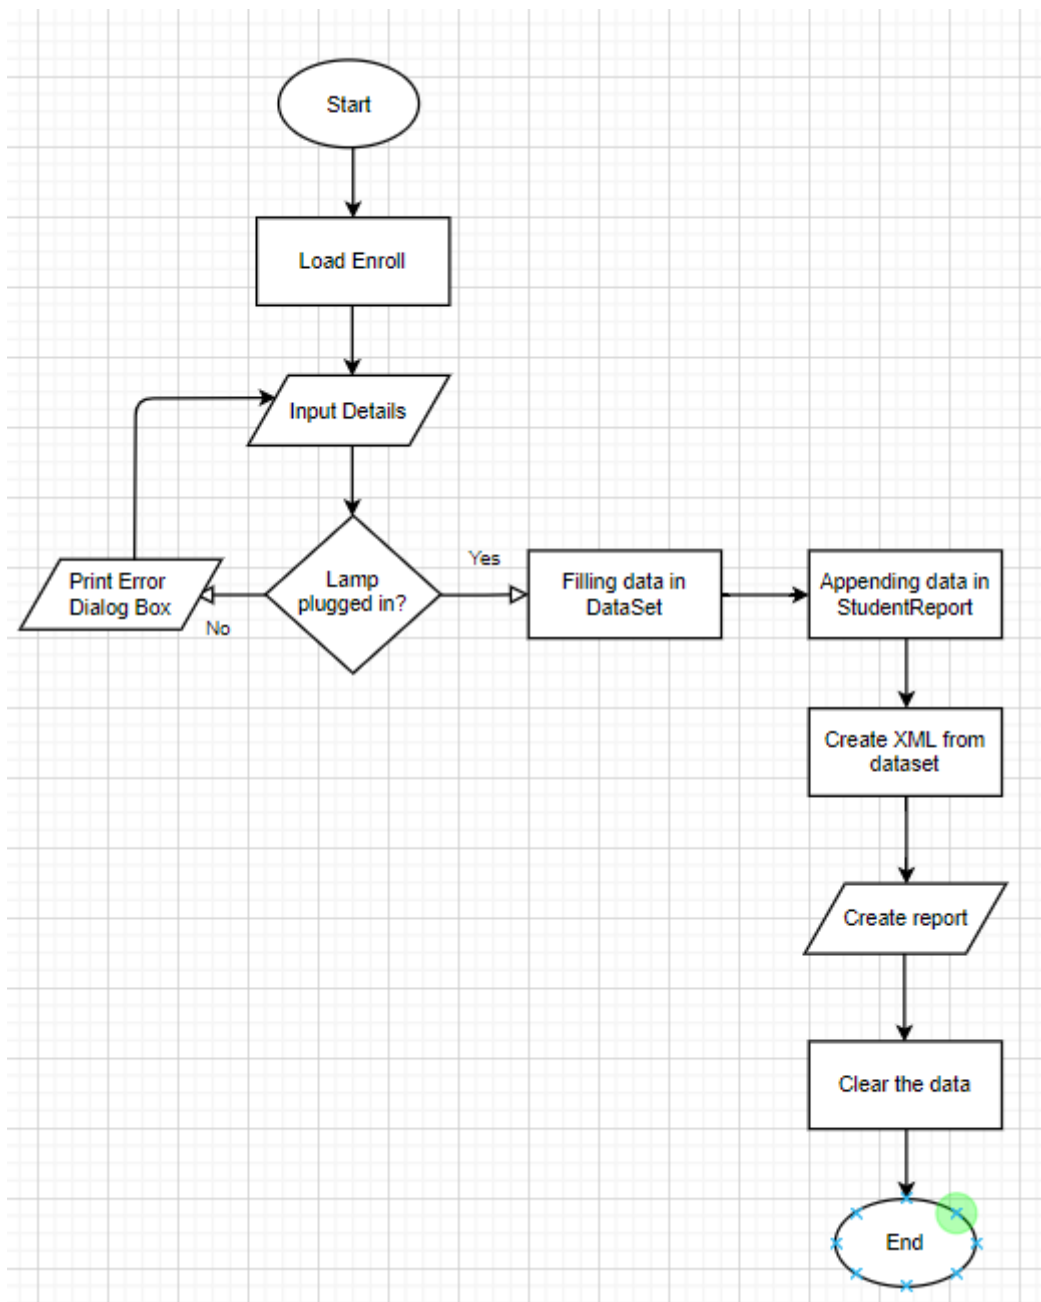 Start
Load Enroll
Input Details
Lamp
plugged in?
No
Print Error
Dialog Box
Yes
Filling data in
DataSet
Appending data in
StudentReport
Create XML from
dataset
Create report
Clear the data
End